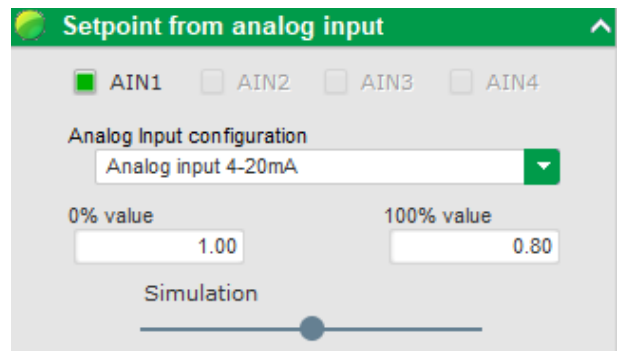 Setpoint from analog input
AIN1 AIN2 AIN3 AIN4
Analog Input configuration
Analog input 4-20mA
0% value 100% value
1.00 0.80
Simulation